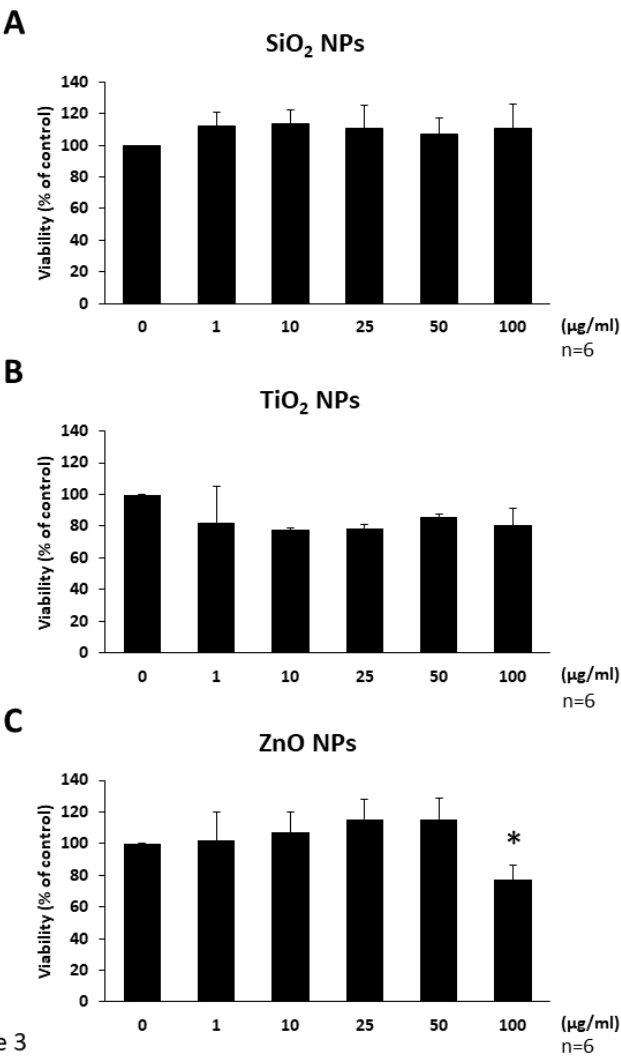 A
SiO₂ NPs
Viability (% of control)
140
120
100
80
60
40
20
0
0 1 10 25 50 100 (μg/ml)
n=6
B
TiO₂ NPs
Viability (% of control)
140
120
100
80
60
40
20
0
0 1 10 25 50 100 (μg/ml)
n=6
C
ZnO NPs
Viability (% of control)
140
120
100
80
60
40
20
0
*
0 1 10 25 50 100 (μg/ml)
n=6
e 3